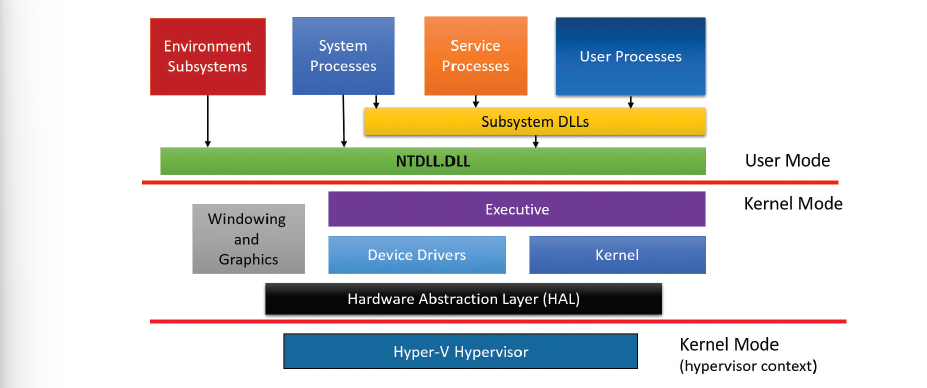 Environment
Subsystems
System
Processes
Service
Processes
User Processes
Subsystem DLLs
NTDLL.DLL
User Mode
Kernel Mode
Executive
Windowing
and
Graphics
Device Drivers
Kernel
Hardware Abstraction Layer (HAL)
Hyper-V Hypervisor
Kernel Mode
(hypervisor context)